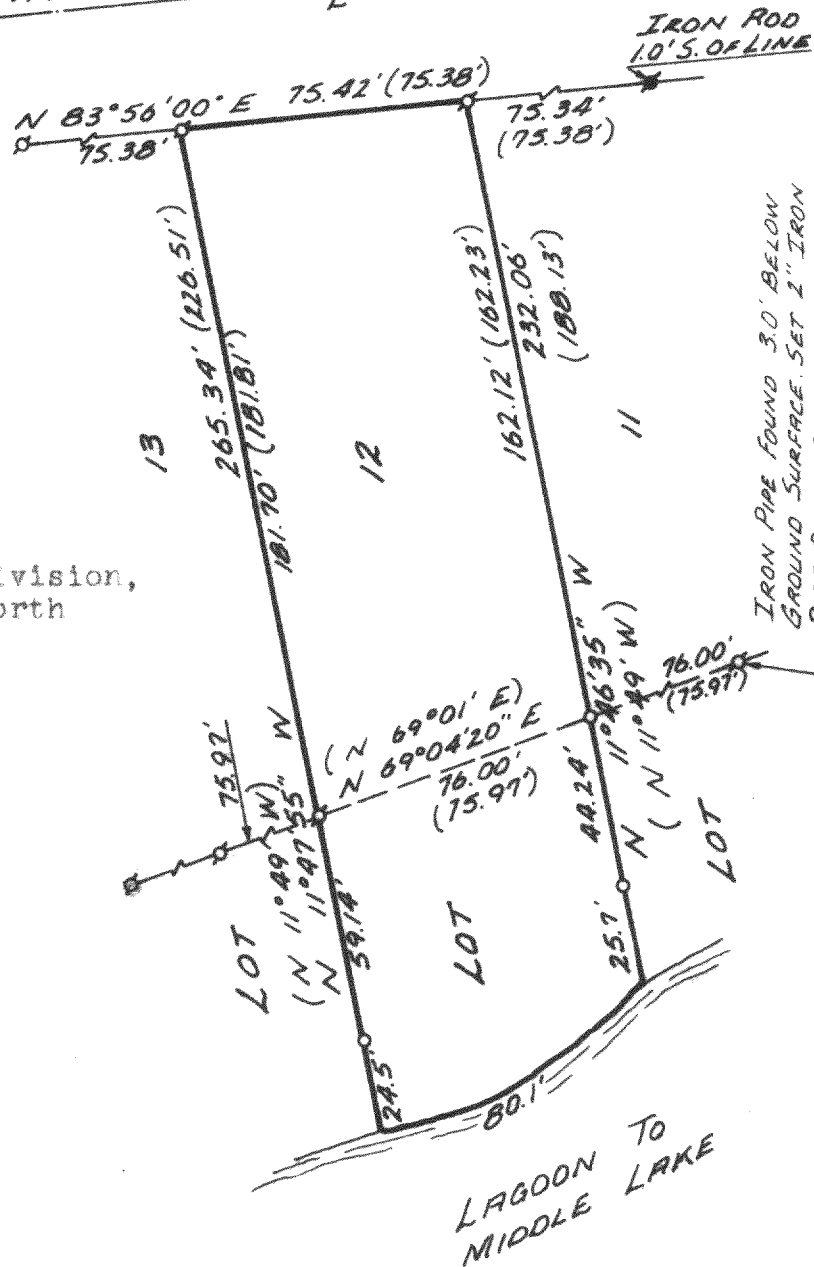 IRON ROD
1.0' S. OF LINE
N 83°56'00" E 75.42' (75.38')
75.38'
75.34'
(75.38')
265.34' (226.51')
181.70' (181.81')
162.12' (162.23')
232.06'
(188.13')
13
12
11
IRON PIPE FOUND 3.0' BELOW
GROUND SURFACE. SET 2" IRON
ivision,
orth
75.97'
(N 69°01' E)
N 69°04'20" E
76.00'
(75.97')
76.00'
(75.97')
N 11°46'35" W
(N 11°49' W)
44.24'
25.7'
LOT
(N 11°49' W)
N 11°47'55" W
59.14'
24.5'
LOT
LOT
80.1'
LAGOON TO
MIDDLE LAKE